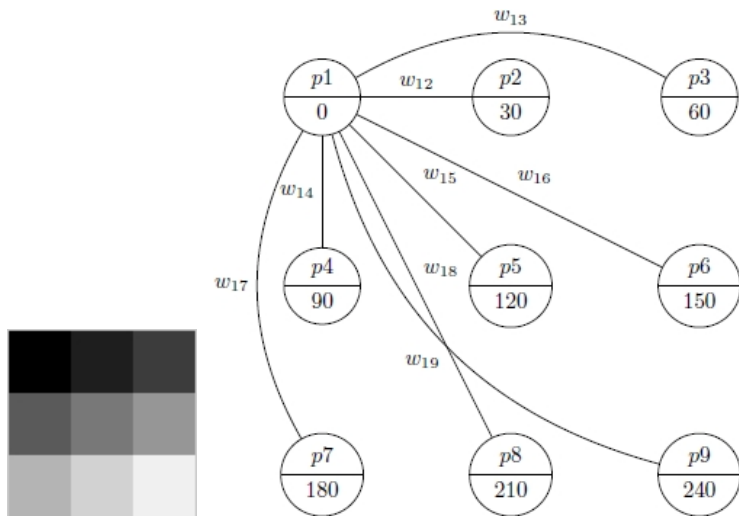 w₁₃
p1 w₁₂ p2 p3
0 30 60
w₁₄ w₁₅ w₁₆
p4 w₁₈ p5 p6
w₁₇ 90 120 150
w₁₉
p7 p8 p9
180 210 240